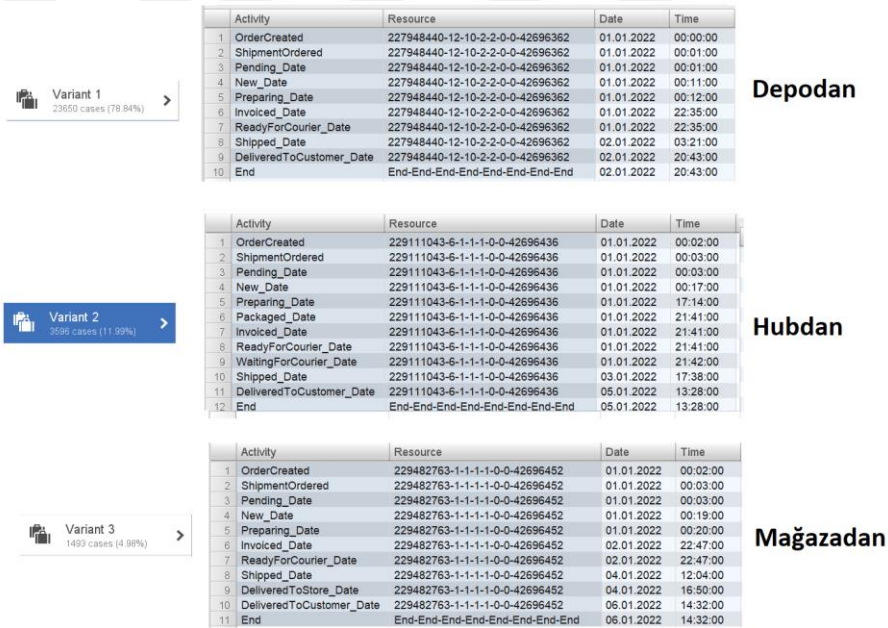 Activity Resource Date Time
1 OrderCreated 227948440-12-10-2-2-0-0-42696362 01.01.2022 00:00:00
2 ShipmentOrdered 227948440-12-10-2-2-0-0-42696362 01.01.2022 00:01:00
3 Pending_Date 227948440-12-10-2-2-0-0-42696362 01.01.2022 00:01:00
4 New_Date 227948440-12-10-2-2-0-0-42696362 01.01.2022 00:11:00
5 Preparing_Date 227948440-12-10-2-2-0-0-42696362 01.01.2022 00:12:00
6 Invoiced_Date 227948440-12-10-2-2-0-0-42696362 01.01.2022 22:35:00
7 ReadyForCourier_Date 227948440-12-10-2-2-0-0-42696362 01.01.2022 22:35:00
8 Shipped_Date 227948440-12-10-2-2-0-0-42696362 02.01.2022 03:21:00
9 DeliveredToCustomer_Date 227948440-12-10-2-2-0-0-42696362 02.01.2022 20:43:00
10 End End-End-End-End-End-End-End-End 02.01.2022 20:43:00
Variant 1
23650 cases (78.84%)
Depodan
Activity Resource Date Time
1 OrderCreated 229111043-6-1-1-1-0-0-42696436 01.01.2022 00:02:00
2 ShipmentOrdered 229111043-6-1-1-1-0-0-42696436 01.01.2022 00:03:00
3 Pending_Date 229111043-6-1-1-1-0-0-42696436 01.01.2022 00:03:00
4 New_Date 229111043-6-1-1-1-0-0-42696436 01.01.2022 00:17:00
5 Preparing_Date 229111043-6-1-1-1-0-0-42696436 01.01.2022 17:14:00
6 Packaged_Date 229111043-6-1-1-1-0-0-42696436 01.01.2022 21:41:00
7 Invoiced_Date 229111043-6-1-1-1-0-0-42696436 01.01.2022 21:41:00
8 ReadyForCourier_Date 229111043-6-1-1-1-0-0-42696436 01.01.2022 21:41:00
9 WaitingForCourier_Date 229111043-6-1-1-1-0-0-42696436 01.01.2022 21:42:00
10 Shipped_Date 229111043-6-1-1-1-0-0-42696436 03.01.2022 17:38:00
11 DeliveredToCustomer_Date 229111043-6-1-1-1-0-0-42696436 05.01.2022 13:28:00
12 End End-End-End-End-End-End-End-End 05.01.2022 13:28:00
Variant 2
3596 cases (11.99%)
Hubdan
Activity Resource Date Time
1 OrderCreated 229482763-1-1-1-1-0-0-42696452 01.01.2022 00:02:00
2 ShipmentOrdered 229482763-1-1-1-1-0-0-42696452 01.01.2022 00:03:00
3 Pending_Date 229482763-1-1-1-1-0-0-42696452 01.01.2022 00:03:00
4 New_Date 229482763-1-1-1-1-0-0-42696452 01.01.2022 00:19:00
5 Preparing_Date 229482763-1-1-1-1-0-0-42696452 01.01.2022 00:20:00
6 Invoiced_Date 229482763-1-1-1-1-0-0-42696452 02.01.2022 22:47:00
7 ReadyForCourier_Date 229482763-1-1-1-1-0-0-42696452 02.01.2022 22:47:00
8 Shipped_Date 229482763-1-1-1-1-0-0-42696452 04.01.2022 12:04:00
9 DeliveredToStore_Date 229482763-1-1-1-1-0-0-42696452 04.01.2022 16:50:00
10 DeliveredToCustomer_Date 229482763-1-1-1-1-0-0-42696452 06.01.2022 14:32:00
11 End End-End-End-End-End-End-End-End 06.01.2022 14:32:00
Variant 3
1493 cases (4.98%)
Mağazadan